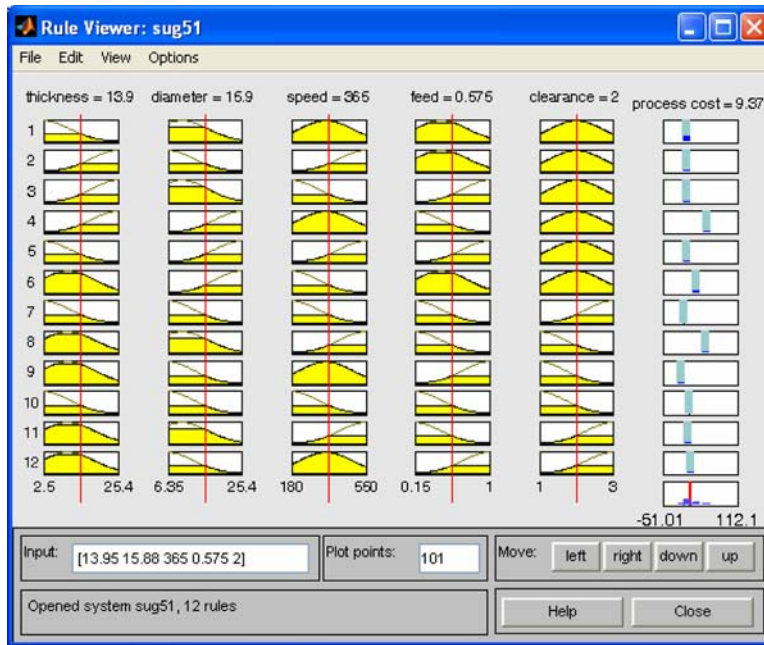 Rule Viewer: sug51
File Edit View Options
thickness = 13.9 diameter = 15.9 speed = 365 feed = 0.575 clearance = 2 process cost = 9.37
1
2
3
4
5
6
7
8
9
10
11
12
2.5 25.4 6.35 25.4 180 550 0.15 1 1 3
-51.01 112.1
Input: [13.95 15.88 365 0.575 2] Plot points: 101 Move: left right down up
Opened system sug51, 12 rules Help Close